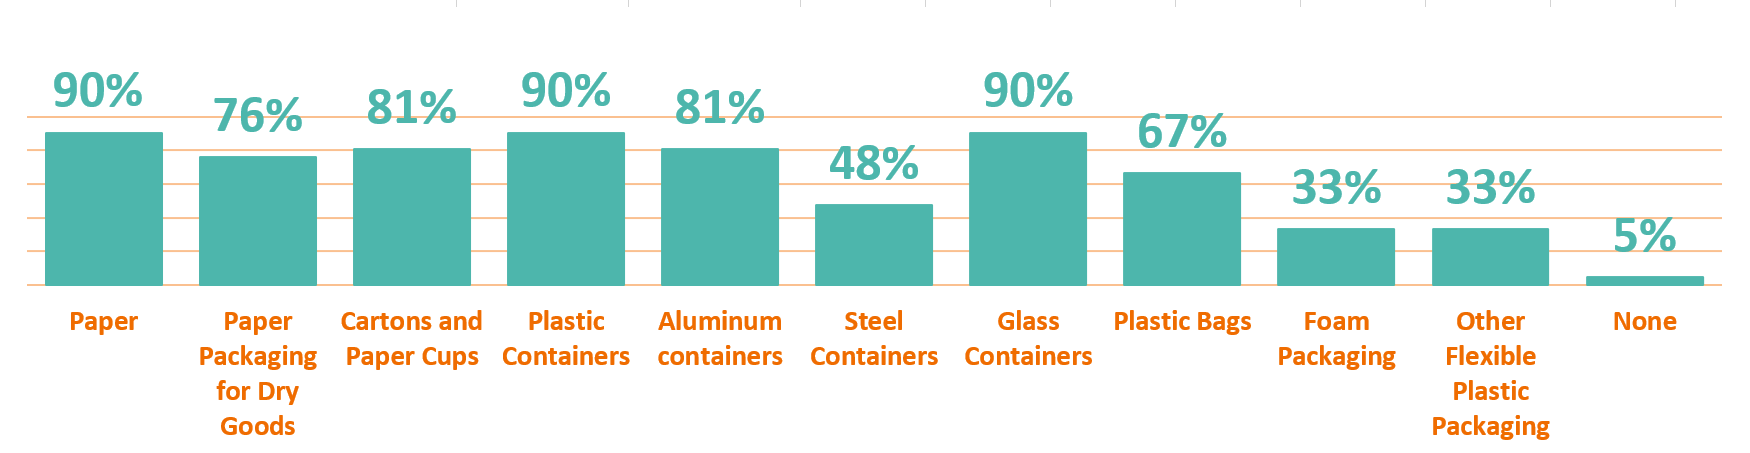 90%
76%
81%
90%
81%
48%
90%
67%
33%
33%
5%
Paper
Paper
Packaging
for Dry
Goods
Cartons and
Paper Cups
Plastic
Containers
Aluminum
containers
Steel
Containers
Glass
Containers
Plastic Bags
Foam
Packaging
Other
Flexible
Plastic
Packaging
None